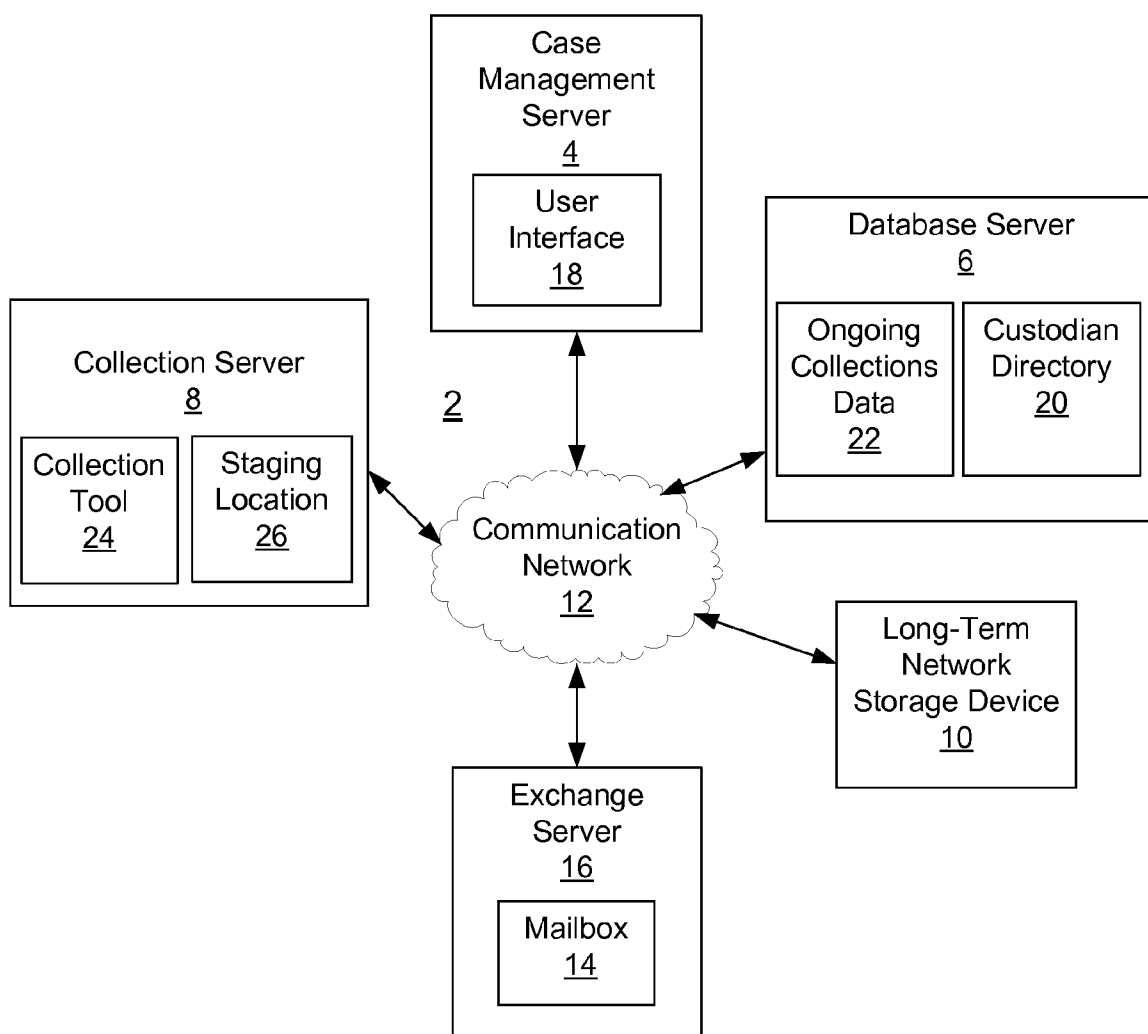 Case
Management
Server
4
User
Interface
18
Database Server
6
Ongoing
Collections
Data
22
Custodian
Directory
20
Collection Server
8
Collection
Tool
24
Staging
Location
26
2
Communication
Network
12
Long-Term
Network
Storage Device
10
Exchange
Server
16
Mailbox
14